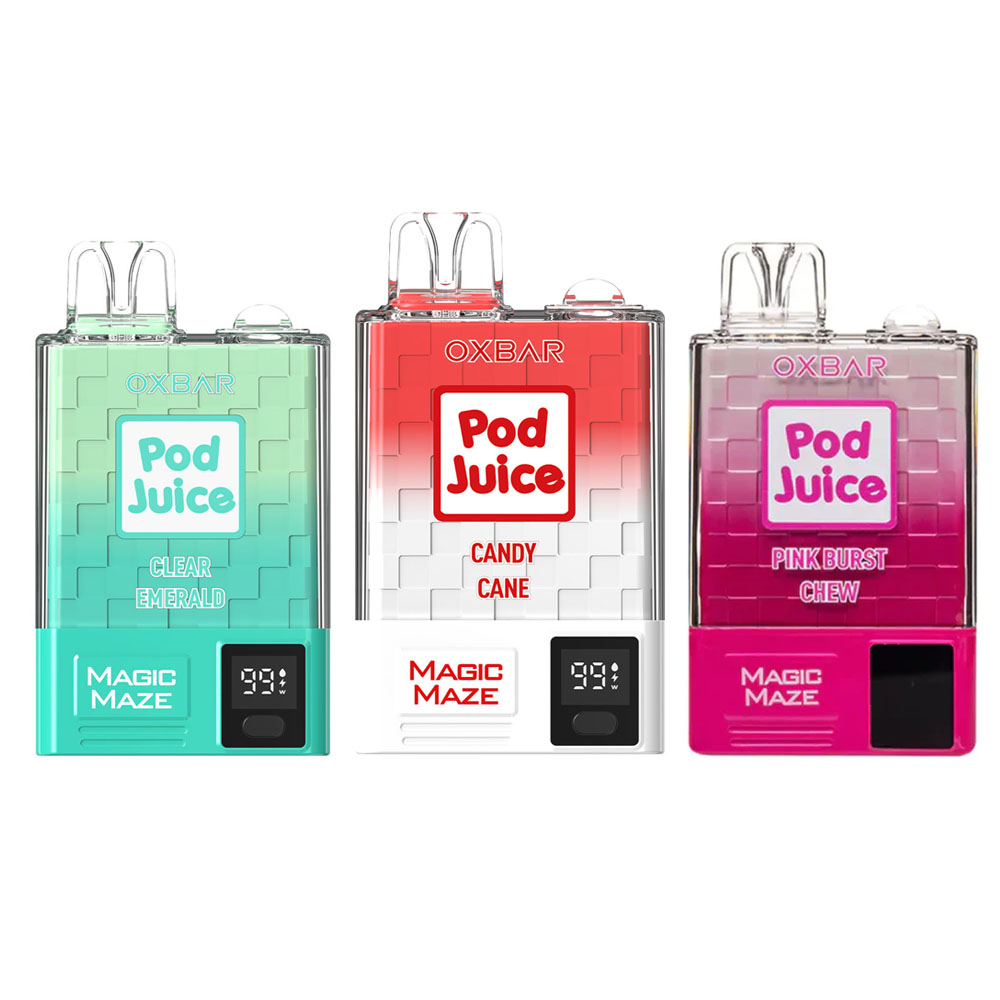 OXBAR
Pod
Juice
CLEAR
EMERALD
MAGIC
MAZE
99
W
OXBAR
Pod
Juice
CANDY
CANE
MAGIC
MAZE
99
W
OXBAR
Pod
Juice
PINK BURST
CHEW
MAGIC
MAZE